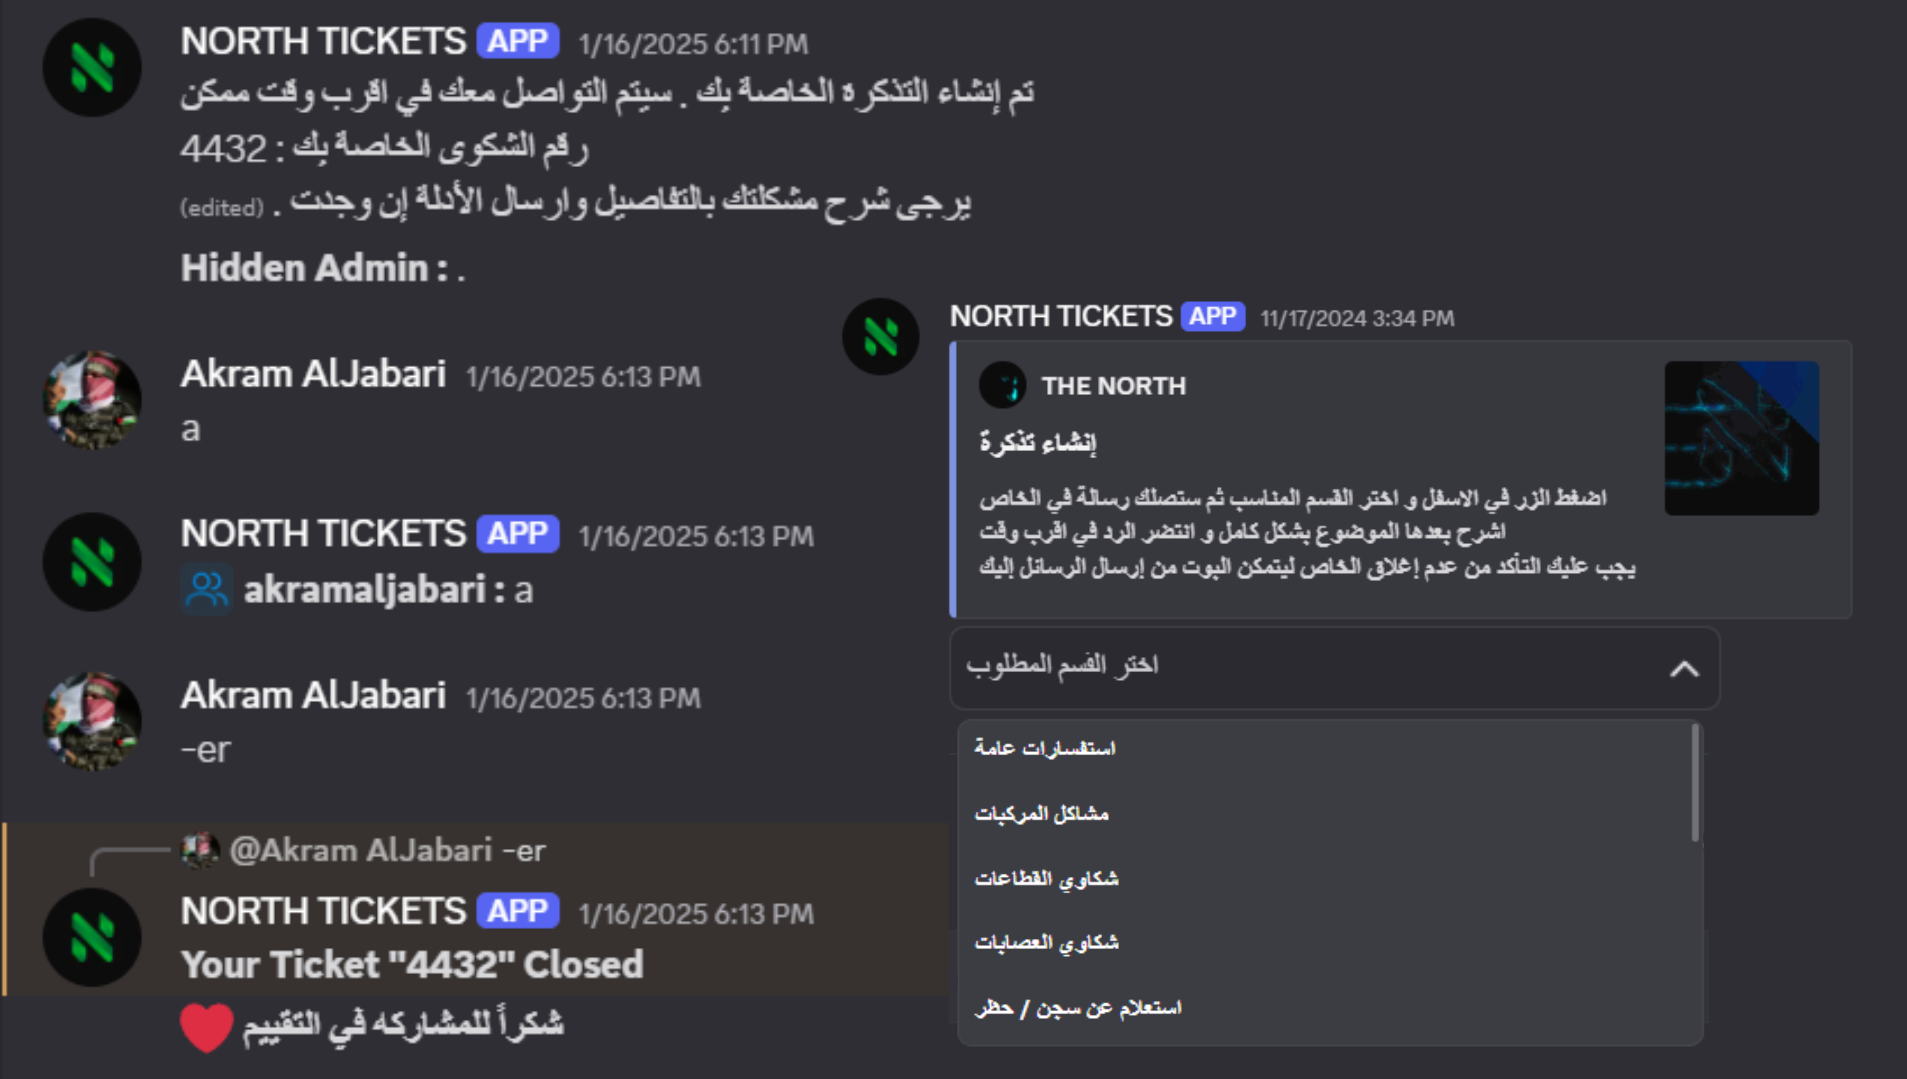 NORTH TICKETS APP 1/16/2025 6:11 PM
تم إنشاء التذكرة الخاصة بك . سيتم التواصل معك في اقرب وقت ممكن
رقم الشكوى الخاصة بك : 4432
يرجى شرح مشكلتك بالتفاصيل وارسال الأدلة إن وجدت . (edited)
Hidden Admin : .
Akram AlJabari 1/16/2025 6:13 PM
a
NORTH TICKETS APP 1/16/2025 6:13 PM
akramaljabari : a
Akram AlJabari 1/16/2025 6:13 PM
-er
@Akram AlJabari -er
NORTH TICKETS APP 1/16/2025 6:13 PM
Your Ticket "4432" Closed
شكراً للمشاركه في التقييم
NORTH TICKETS APP 11/17/2024 3:34 PM
THE NORTH
إنشاء تذكرة
اضغط الزر في الاسفل و اختر القسم المناسب ثم ستصلك رسالة في الخاص
اشرح بعدها الموضوع بشكل كامل و انتضر الرد في اقرب وقت
يجب عليك التأكد من عدم إغلاق الخاص ليتمكن البوت من إرسال الرسائل إليك
اختر القسم المطلوب
استفسارات عامة
مشاكل المركبات
شكاوي القطاعات
شكاوي العصابات
استعلام عن سجن / حظر